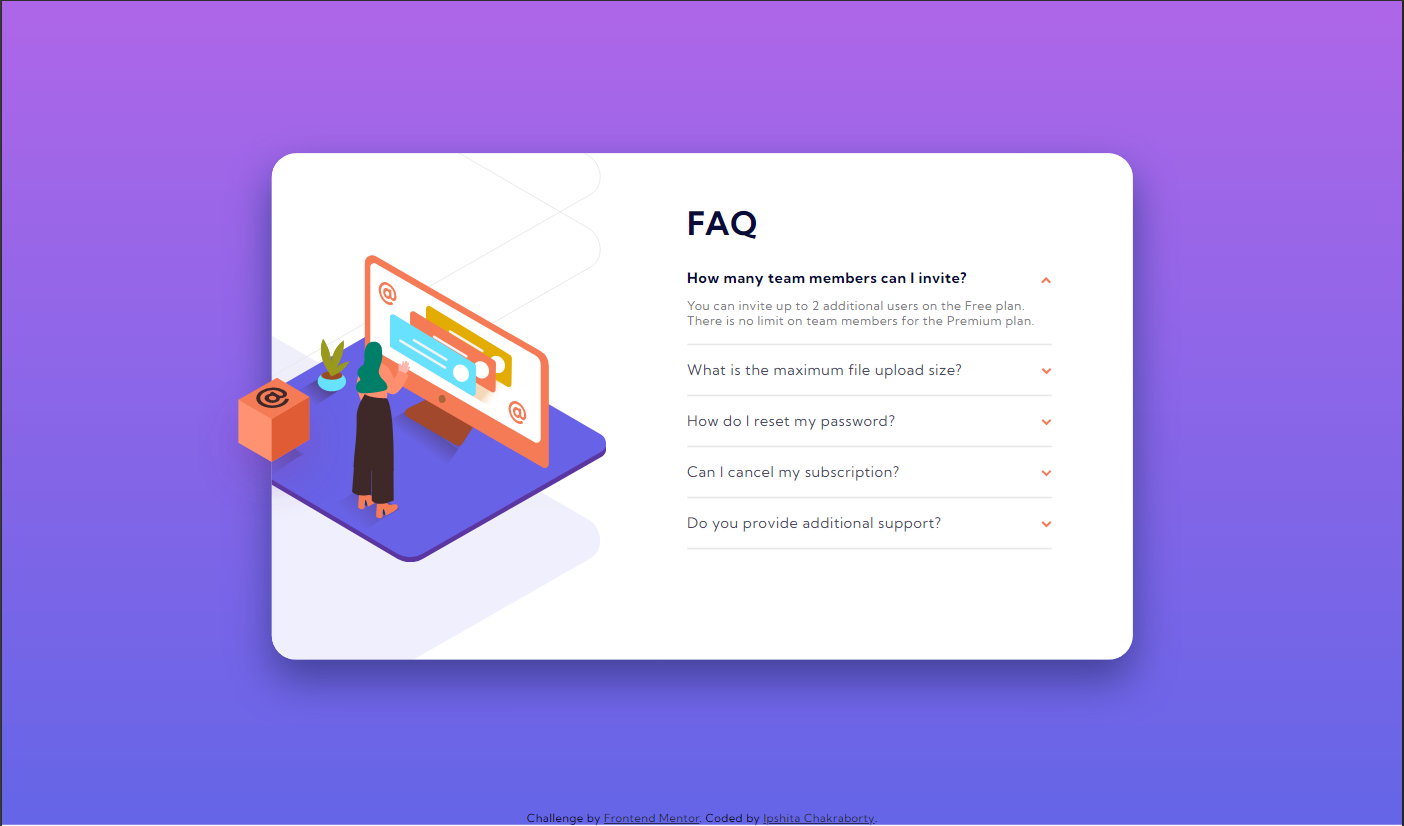 FAQ
How many team members can I invite?
You can invite up to 2 additional users on the Free plan.
There is no limit on team members for the Premium plan.
What is the maximum file upload size?
How do I reset my password?
Can I cancel my subscription?
Do you provide additional support?
@
@
@
Challenge by Frontend Mentor. Coded by Ipshita Chakraborty.